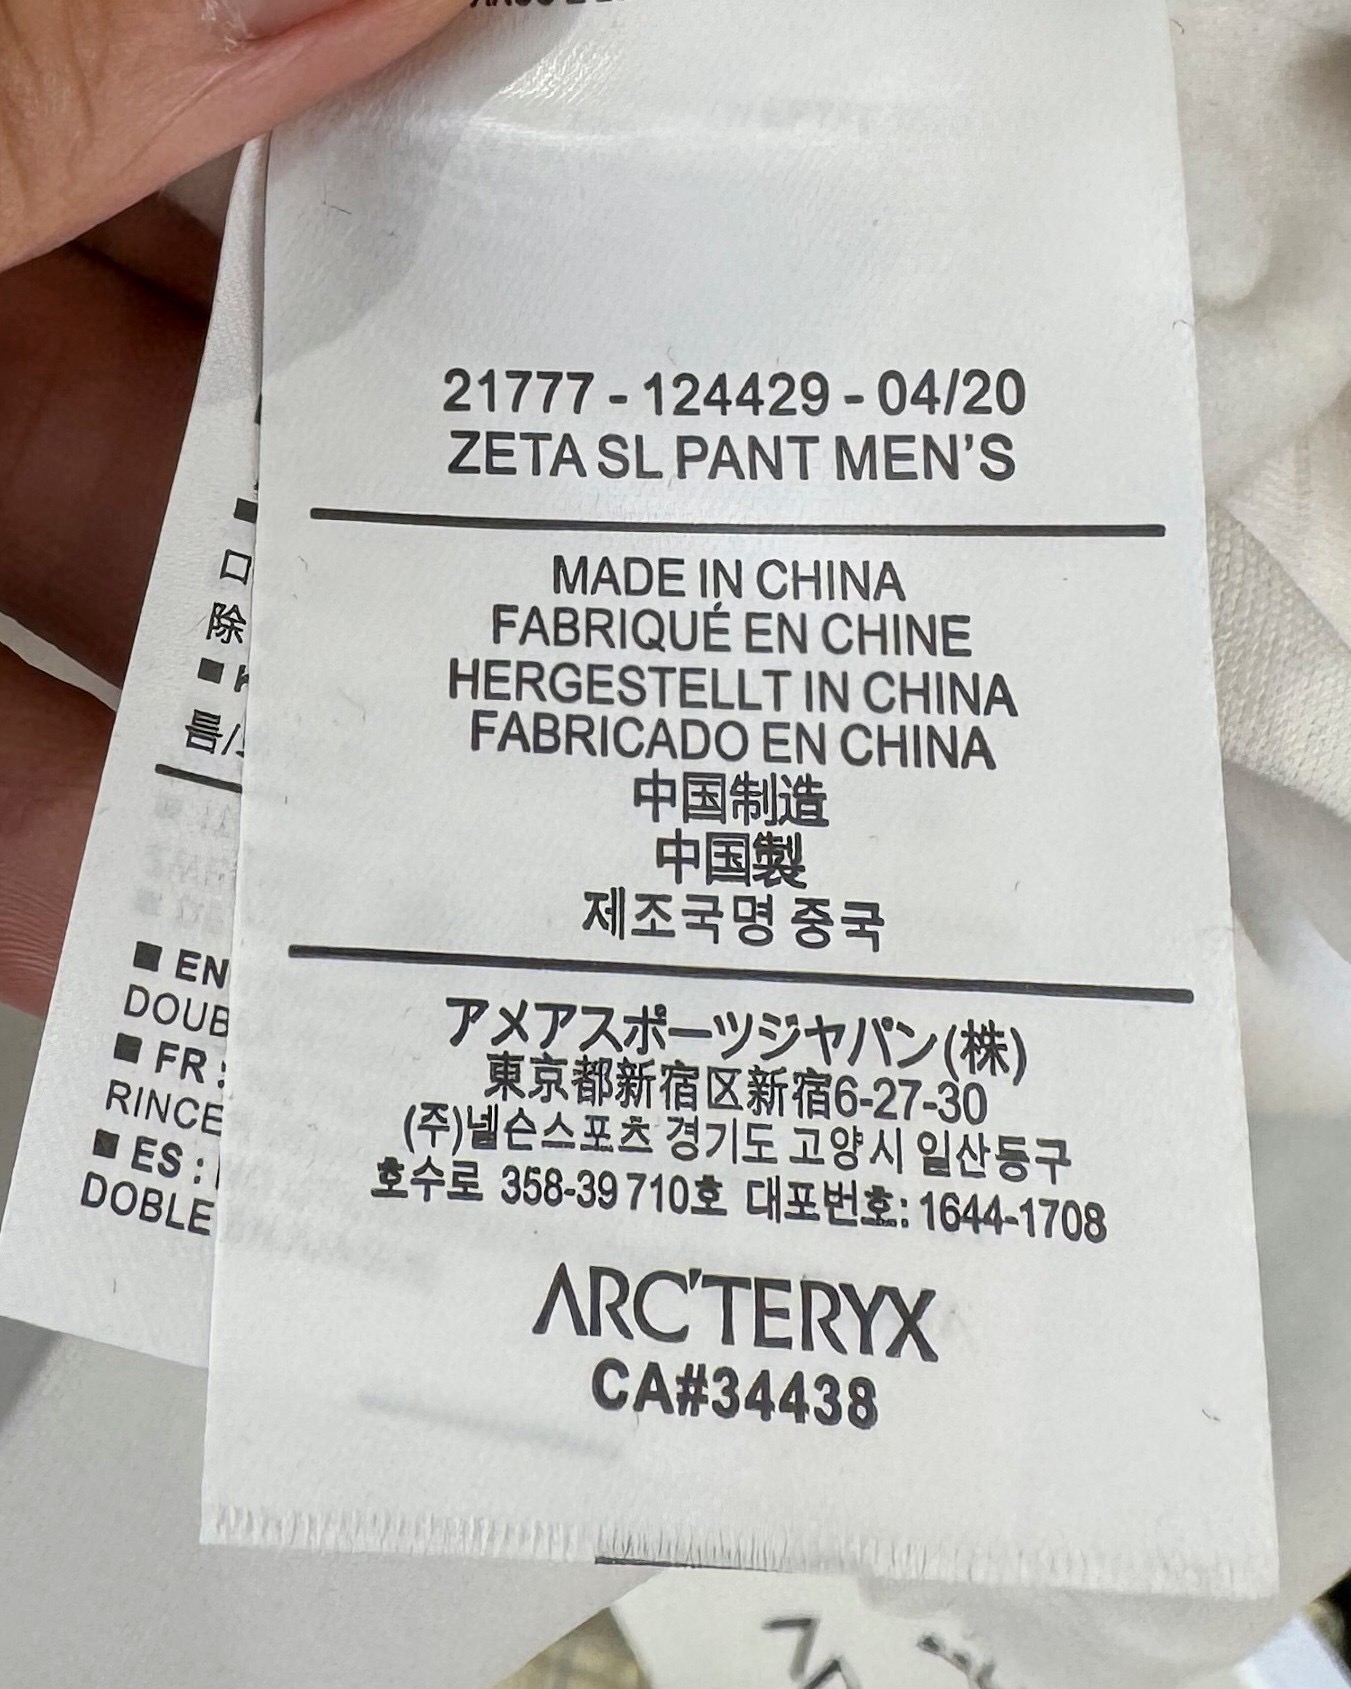 21777 - 124429 - 04/20
ZETA SL PANT MEN'S
MADE IN CHINA
FABRIQUÉ EN CHINE
HERGESTELLT IN CHINA
FABRICADO EN CHINA
中国制造
中国製
제조국명 중국
アメアスポーツジャパン(株)
東京都新宿区新宿6-27-30
(주)넬슨스포츠 경기도 고양시 일산동구
호수로 358-39 710호 대표번호: 1644-1708
ARC'TERYX
CA#34438
口
除
름/
■ EN
DOUB
■ FR :
RINCE
■ ES :
DOBLE